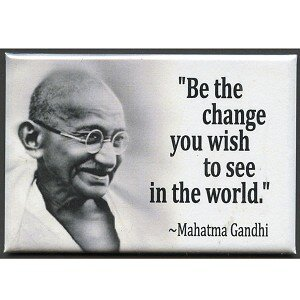 "Be the
change
you wish
to see
in the world."
~Mahatma Gandhi